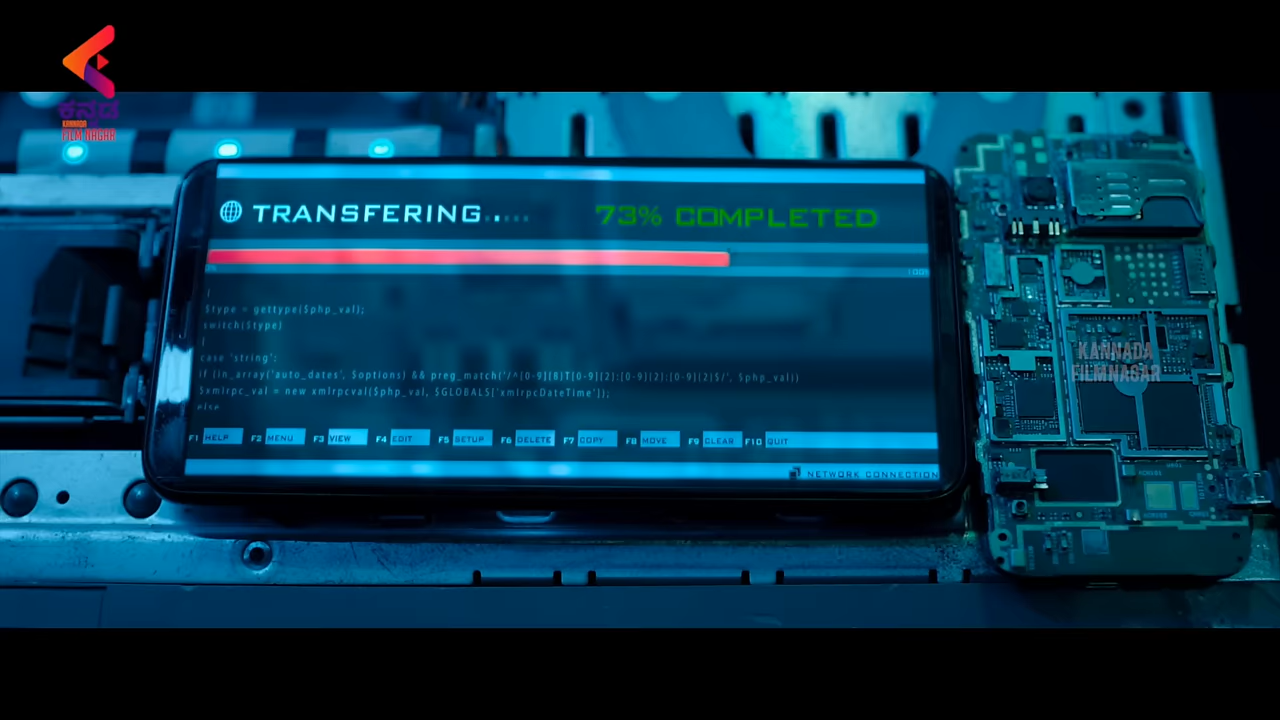 ಕನ್ನಡ
KANNADA
FILM NAGAR
TRANSFERING.....
73% COMPLETED
0%
100%
{
$type = gettype($php_val);
switch($type)
{
case 'string':
if (in_array('auto_dates', $options) && preg_match('/^[0-9]{8}T[0-9]{2}:[0-9]{2}:[0-9]{2}$/', $php_val))
$xmlrpc_val = new xmlrpcval($php_val, $GLOBALS['xmlrpcDateTime']);
else
F1 HELP F2 MENU F3 VIEW F4 EDIT F5 SETUP F6 DELETE F7 COPY F8 MOVE F9 CLEAR F10 QUIT
NETWORK CONNECTION
KANNADA
FILMNAGAR